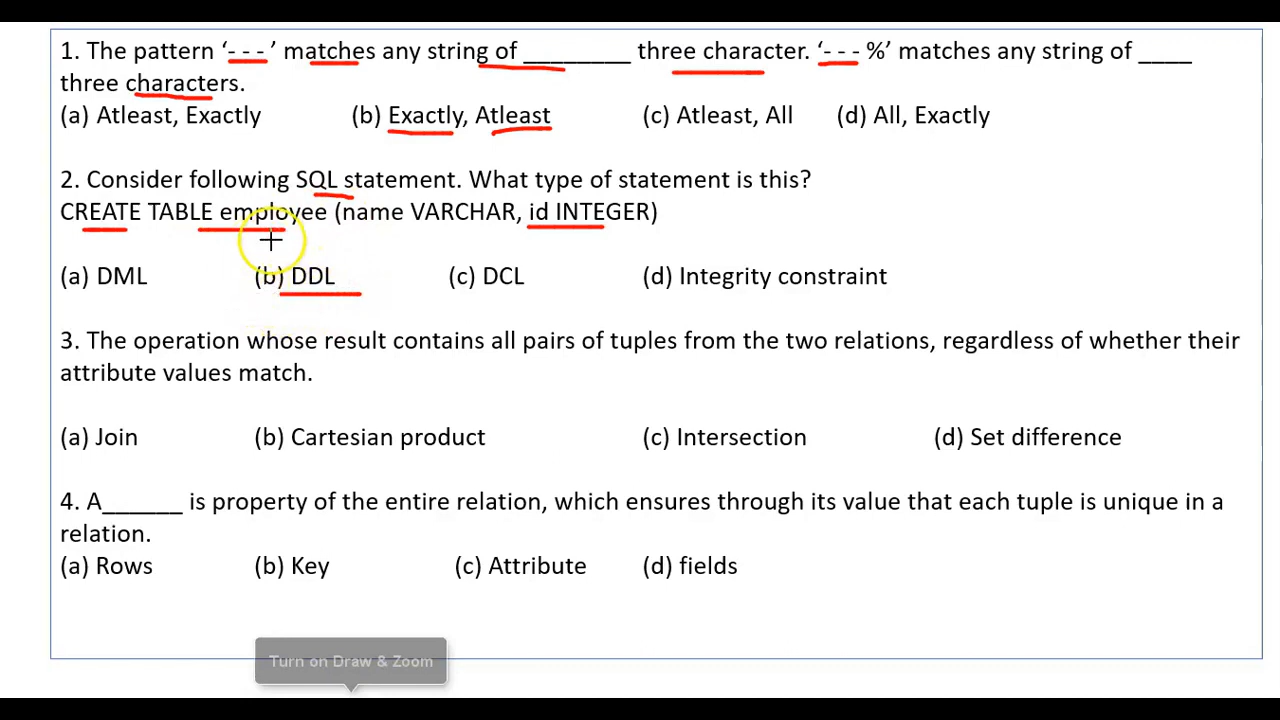 1. The pattern ‘- - - ’ matches any string of ________ three character. ‘- - - %’ matches any string of ____
three characters.
(a) Atleast, Exactly (b) Exactly, Atleast (c) Atleast, All (d) All, Exactly
2. Consider following SQL statement. What type of statement is this?
CREATE TABLE employee (name VARCHAR, id INTEGER)
(a) DML (b) DDL (c) DCL (d) Integrity constraint
3. The operation whose result contains all pairs of tuples from the two relations, regardless of whether their
attribute values match.
(a) Join (b) Cartesian product (c) Intersection (d) Set difference
4. A______ is property of the entire relation, which ensures through its value that each tuple is unique in a
relation.
(a) Rows (b) Key (c) Attribute (d) fields
Turn on Draw & Zoom